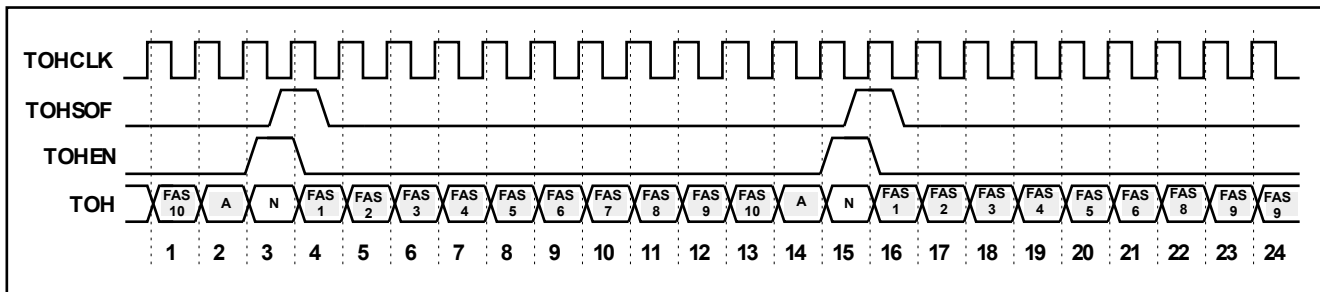 TOHCLK
TOHSOF
TOHEN
TOH FAS 10 A N FAS 1 FAS 2 FAS 3 FAS 4 FAS 5 FAS 6 FAS 7 FAS 8 FAS 9 FAS 10 A N FAS 1 FAS 2 FAS 3 FAS 4 FAS 5 FAS 6 FAS 8 FAS 9 FAS 9
1 2 3 4 5 6 7 8 9 10 11 12 13 14 15 16 17 18 19 20 21 22 23 24